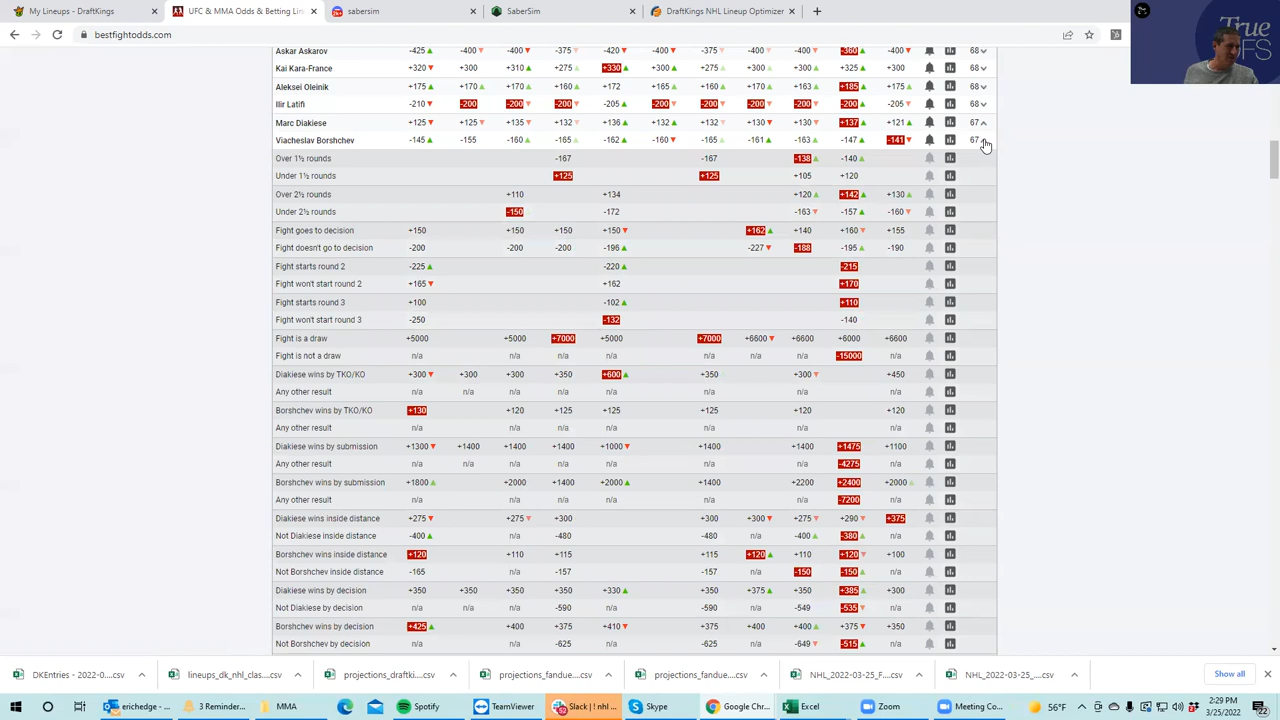 My Lineups - DraftKings
UFC & MMA Odds & Betting Lin
sabersim
SaberSim
DraftKings NHL Lineup Optimizer
bestfightodds.com
True
FS
Askar Askarov -425 -400 -400 -375 -420 -400 -375 -400 -400 -360 -400 68
Kai Kara-France +320 +300 +310 +275 +330 +300 +275 +300 +300 +325 +300 68
Aleksei Oleinik +175 +170 +170 +160 +172 +165 +160 +170 +163 +185 +175 68
Ilir Latifi -210 -200 -200 -200 -205 -200 -200 -200 -200 -200 -205 68
Marc Diakiese +125 +125 +135 +132 +136 +132 +132 +130 +130 +137 +121 67
Viacheslav Borshchev -145 -155 -160 -165 -162 -160 -165 -161 -163 -147 -141 67
Over 1½ rounds -167 -167 -138 -140
Under 1½ rounds +125 +125 +105 +120
Over 2½ rounds +110 +134 +120 +142 +130
Under 2½ rounds -150 -172 -163 -157 -160
Fight goes to decision +150 +150 +150 +150 +162 +140 +160 +155
Fight doesn't go to decision -200 -200 -200 -196 -227 -188 -195 -190
Fight starts round 2 -225 -220 -215
Fight won't start round 2 +165 +162 +170
Fight starts round 3 +100 -102 +110
Fight won't start round 3 -250 -132 -140
Fight is a draw +5000 +5000 +7000 +5000 +7000 +6600 +6600 +6000 +6600
Fight is not a draw n/a n/a n/a n/a n/a n/a n/a -15000 n/a
Diakiese wins by TKO/KO +300 +300 +300 +350 +600 +350 +300 +450
Any other result n/a n/a n/a n/a n/a n/a n/a n/a
Borshchev wins by TKO/KO +130 +120 +125 +125 +125 +120 +120
Any other result n/a n/a n/a n/a n/a n/a n/a
Diakiese wins by submission +1300 +1400 +1400 +1400 +1000 +1400 +1400 +1475 +1100
Any other result n/a n/a n/a n/a n/a n/a n/a -4275 n/a
Borshchev wins by submission +1800 +2000 +1400 +2000 +1400 +2200 +2400 +2000
Any other result n/a n/a n/a n/a n/a n/a -7200 n/a
Diakiese wins inside distance +275 +275 +300 +300 +300 +275 +290 +375
Not Diakiese inside distance -400 n/a -480 -480 n/a -400 -380 n/a
Borshchev wins inside distance +120 +110 +115 +115 +120 +110 +120 +100
Not Borshchev inside distance -165 n/a -157 -157 n/a -150 -150 n/a
Diakiese wins by decision +350 +350 +350 +350 +330 +350 +375 +350 +385 +300
Not Diakiese by decision n/a n/a n/a -590 n/a -590 n/a -549 -535 n/a
Borshchev wins by decision +425 +400 +375 +410 +375 +400 +400 +375 +350
Not Borshchev by decision n/a n/a -625 n/a -625 n/a -649 -515 n/a
DKEntries - 2022-0....csv
lineups_dk_nhl_clas....csv
projections_draftki....csv
projections_fandue....csv
projections_fandue....csv
NHL_2022-03-25_F....csv
NHL_2022-03-25_....csv
Show all
erichedge - ...
3 Reminder...
MMA
Spotify
TeamViewer
Slack | ! nhl ...
Skype
Google Chr...
Excel
Zoom
Meeting Co...
56°F
2:29 PM
3/25/2022
22